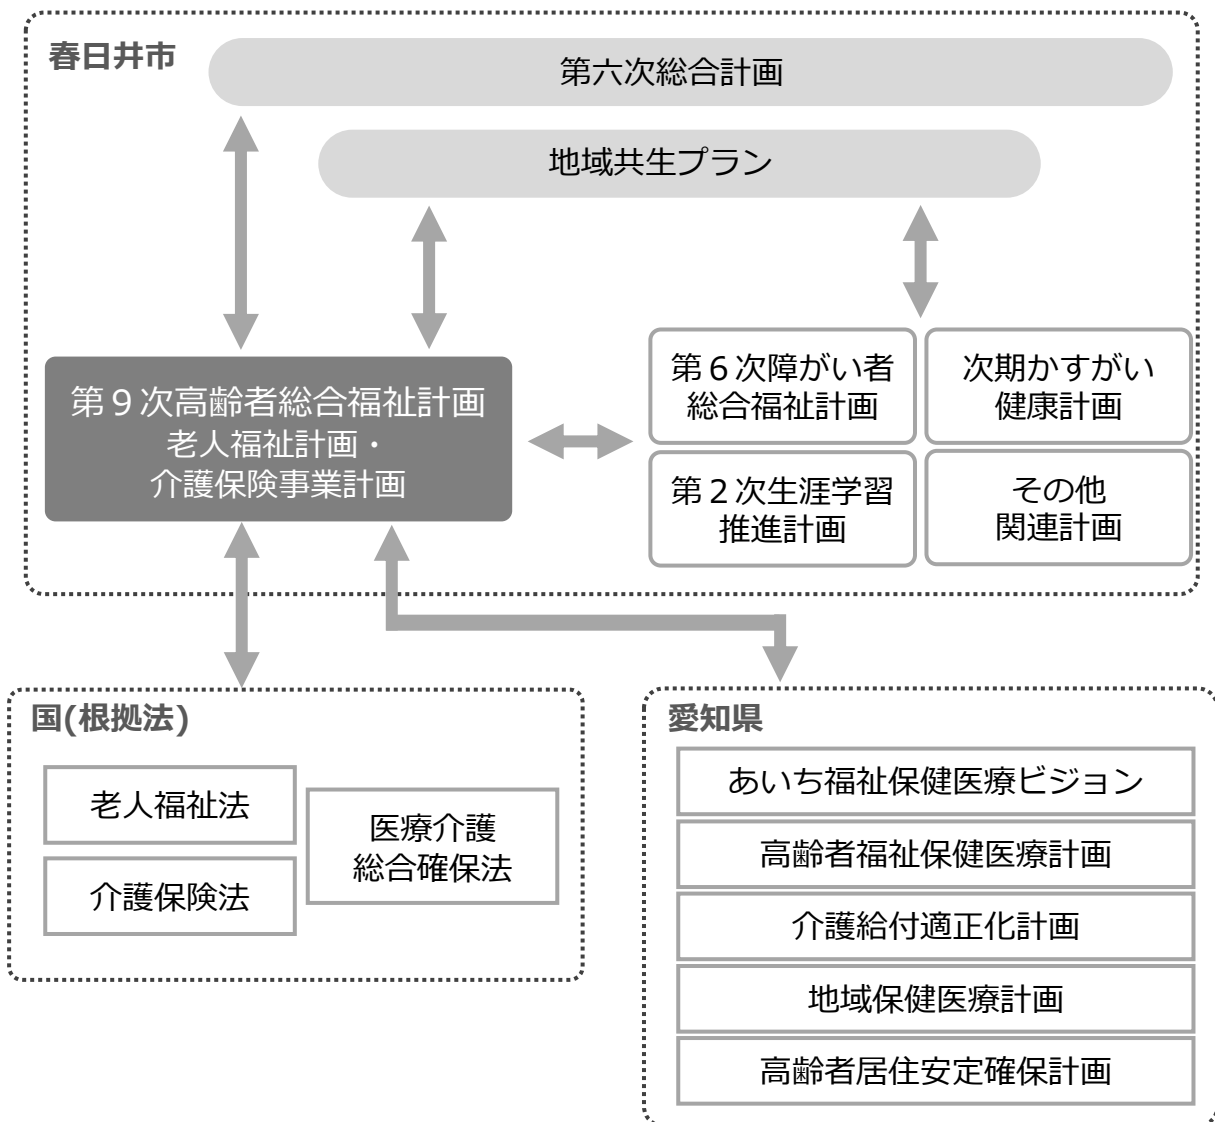 春日井市
第六次総合計画
地域共生プラン
第９次高齢者総合福祉計画
老人福祉計画・
介護保険事業計画
第６次障がい者
総合福祉計画
次期かすがい
健康計画
第２次生涯学習
推進計画
その他
関連計画
国(根拠法)
老人福祉法
介護保険法
医療介護
総合確保法
愛知県
あいち福祉保健医療ビジョン
高齢者福祉保健医療計画
介護給付適正化計画
地域保健医療計画
高齢者居住安定確保計画